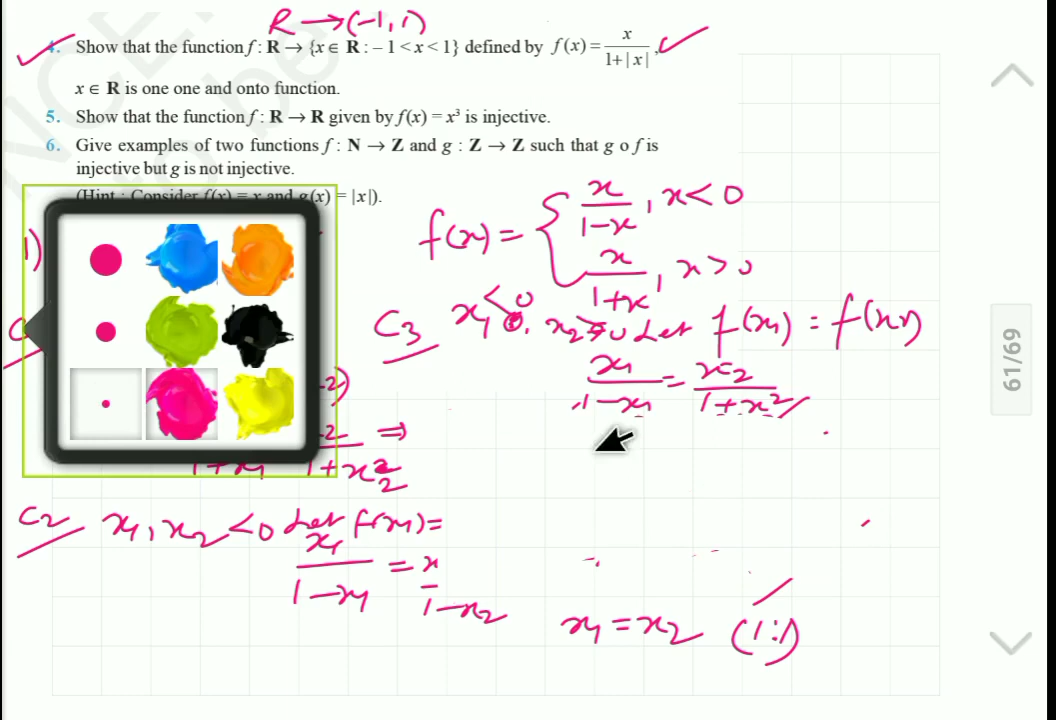 R → (-1, 1)
4. Show that the function f : R → {x ∈ R : – 1 < x < 1} defined by f(x) = x / 1+|x| ,
x ∈ R is one one and onto function.
5. Show that the function f : R → R given by f(x) = x³ is injective.
6. Give examples of two functions f : N → Z and g : Z → Z such that g o f is
injective but g is not injective.
(Hint : Consider f(x) = x and g(x) = |x|).
f(x) = { x / 1-x , x < 0
x / 1+x , x > 0
C3 x₁ < 0, x₂ > 0 Let f(x₁) = f(x₂)
x₁ / 1-x₁ = x₂ / 1+x₂
⇒
C2 x₁, x₂ < 0 Let f(x₁) =
x₁ / 1-x₁ = x / 1-x₂
x₁ = x₂ (1:1)
61/69